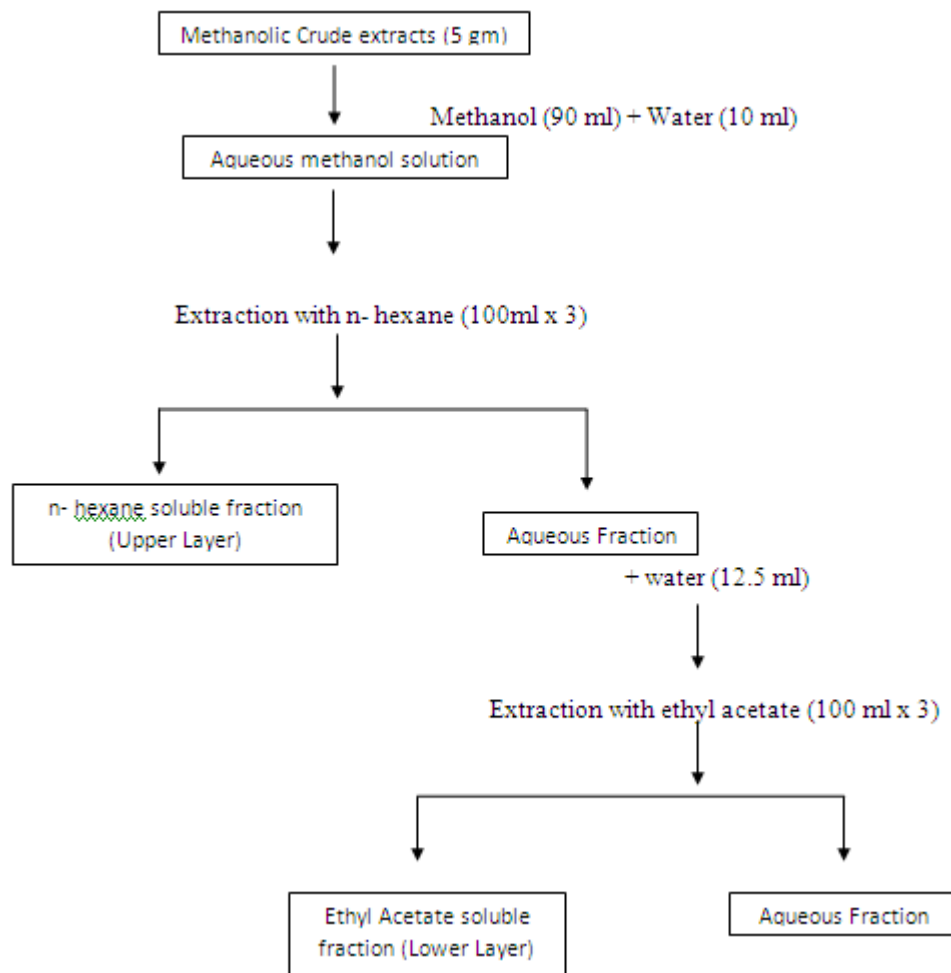 Methanolic Crude extracts (5 gm)
Methanol (90 ml) + Water (10 ml)
Aqueous methanol solution
Extraction with n- hexane (100ml x 3)
n- hexane soluble fraction
(Upper Layer)
Aqueous Fraction
+ water (12.5 ml)
Extraction with ethyl acetate (100 ml x 3)
Ethyl Acetate soluble
fraction (Lower Layer)
Aqueous Fraction